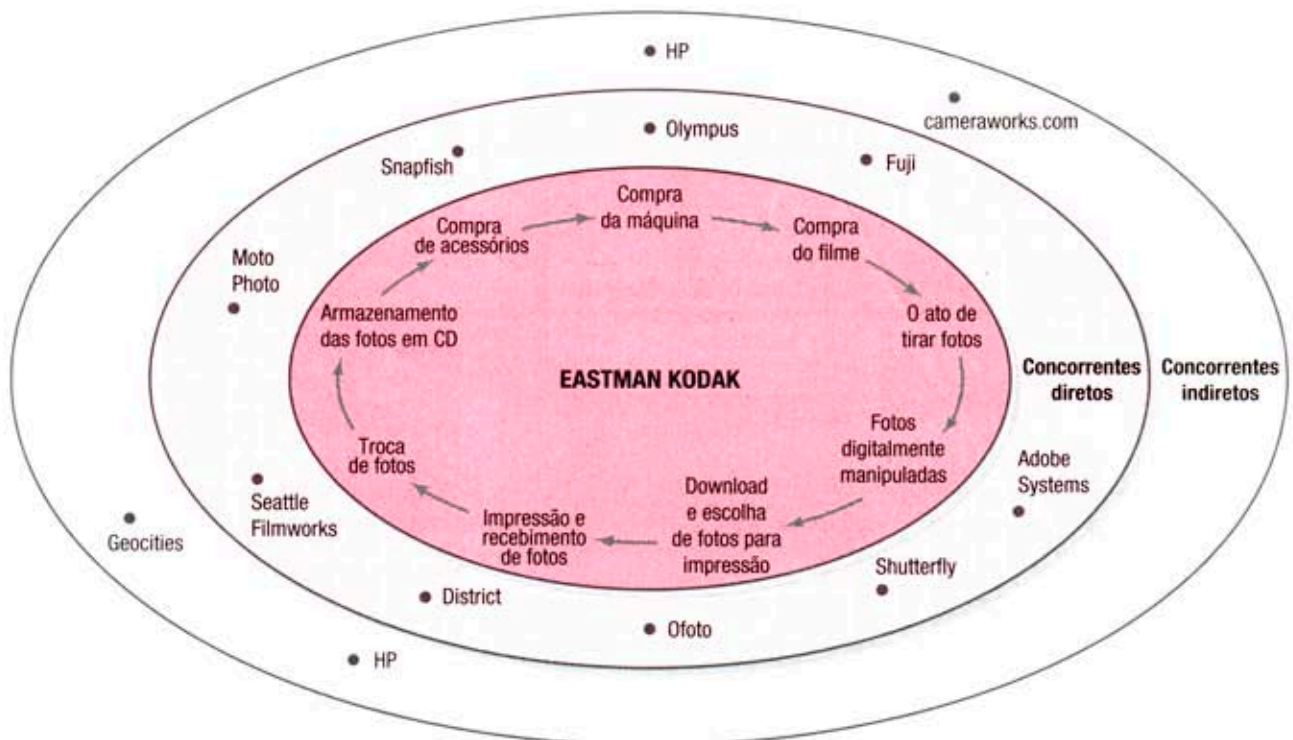 HP
cameraworks.com
Olympus
Snapfish
Fuji
Compra
da máquina
Compra
de acessórios
Compra
do filme
Moto
Photo
Armazenamento
das fotos em CD
O ato de
tirar fotos
EASTMAN KODAK
Concorrentes
diretos
Concorrentes
indiretos
Fotos
digitalmente
manipuladas
Troca
de fotos
Adobe
Systems
Download
e escolha
de fotos para
impressão
Seattle
Filmworks
Impressão e
recebimento
de fotos
Geocities
Shutterfly
District
Ofoto
HP